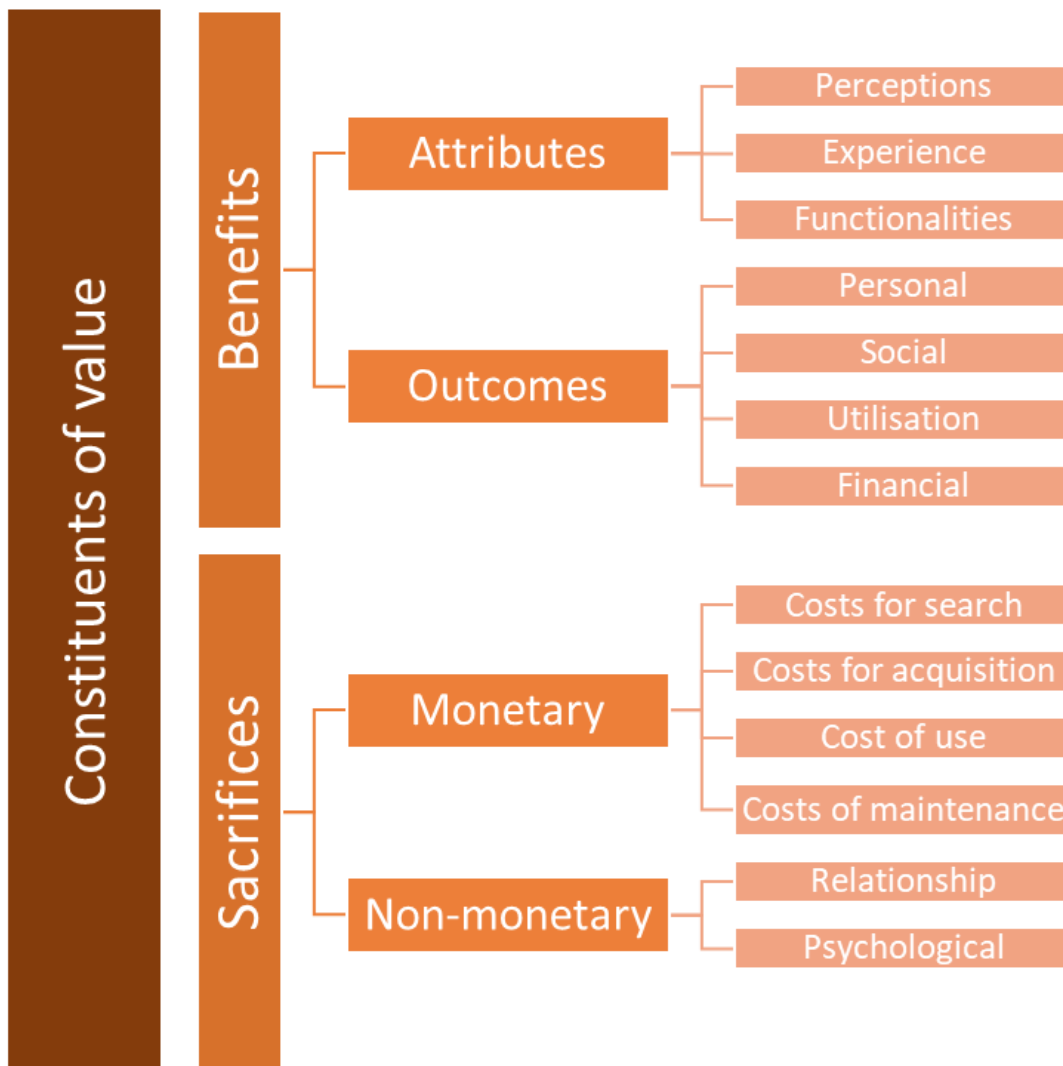 Constituents of value
Benefits
Attributes
Perceptions
Experience
Functionalities
Outcomes
Personal
Social
Utilisation
Financial
Sacrifices
Monetary
Costs for search
Costs for acquisition
Cost of use
Costs of maintenance
Non-monetary
Relationship
Psychological